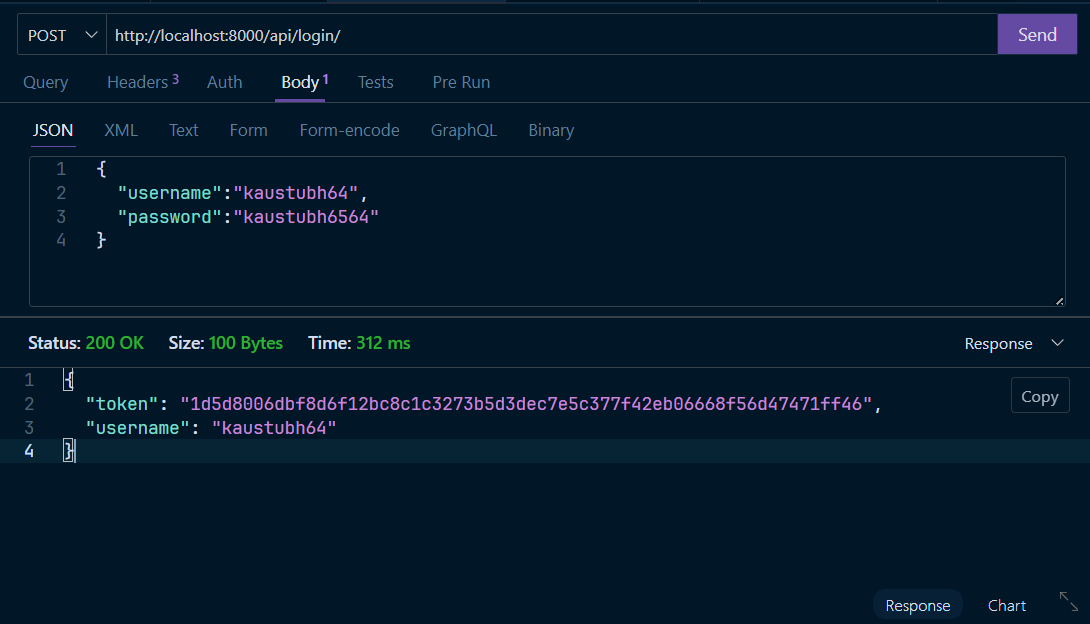 POST http://localhost:8000/api/login/ Send
Query Headers 3 Auth Body 1 Tests Pre Run
JSON XML Text Form Form-encode GraphQL Binary
1 {
2 "username":"kaustubh64",
3 "password":"kaustubh6564"
4 }
Status: 200 OK Size: 100 Bytes Time: 312 ms Response
1 {
2 "token": "1d5d8006dbf8d6f12bc8c1c3273b5d3dec7e5c377f42eb06668f56d47471ff46",
Copy
3 "username": "kaustubh64"
4 }
Response Chart